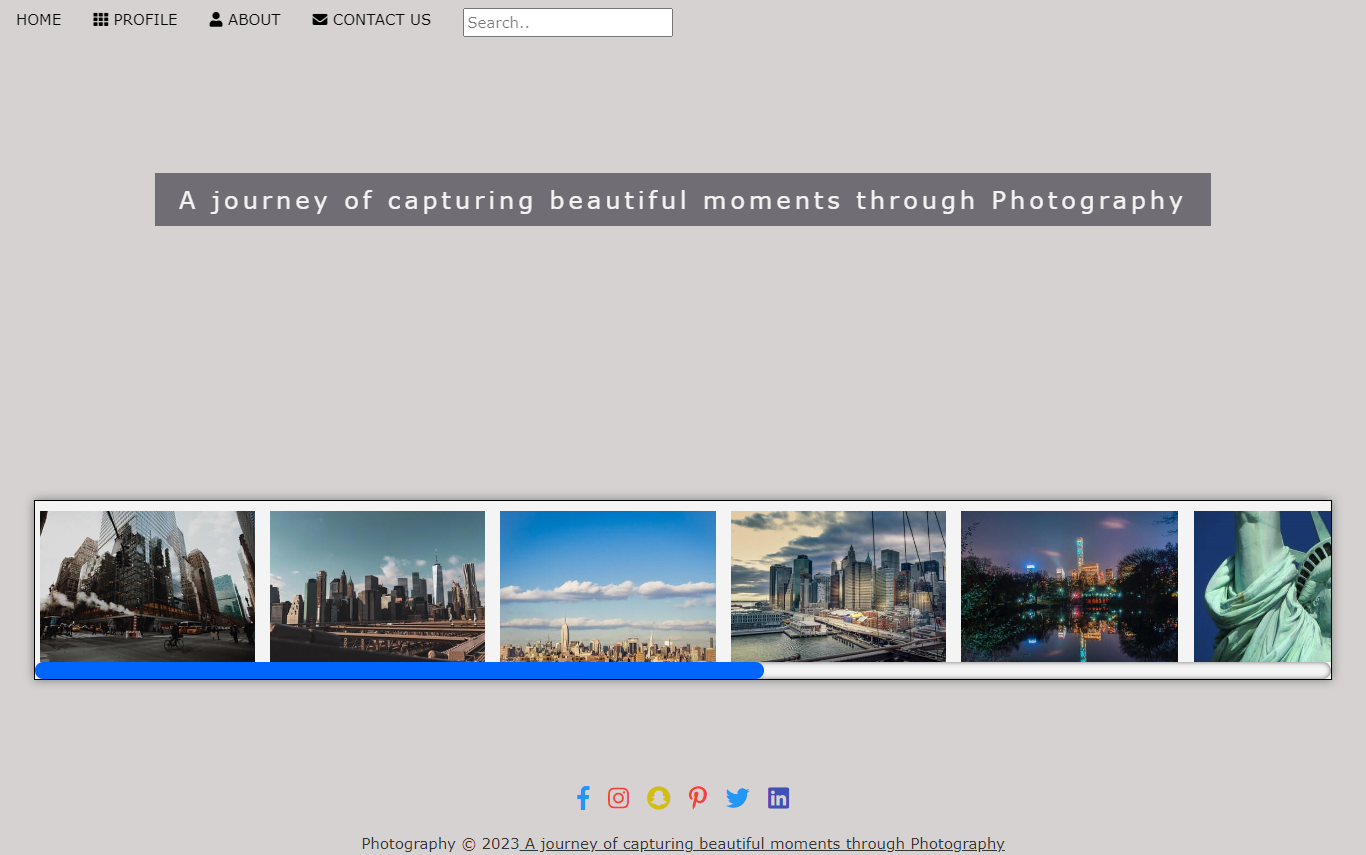 HOME PROFILE ABOUT CONTACT US Search..
A journey of capturing beautiful moments through Photography
Photography © 2023 A journey of capturing beautiful moments through Photography